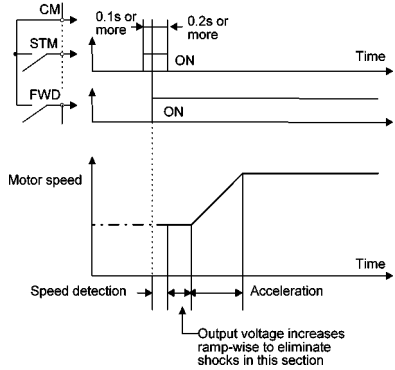 CM
0.1s or
more
0.2s or
more
STM
ON
Time
FWD
ON
Motor speed
Time
Speed detection
Acceleration
Output voltage increases
ramp-wise to eliminate
shocks in this section